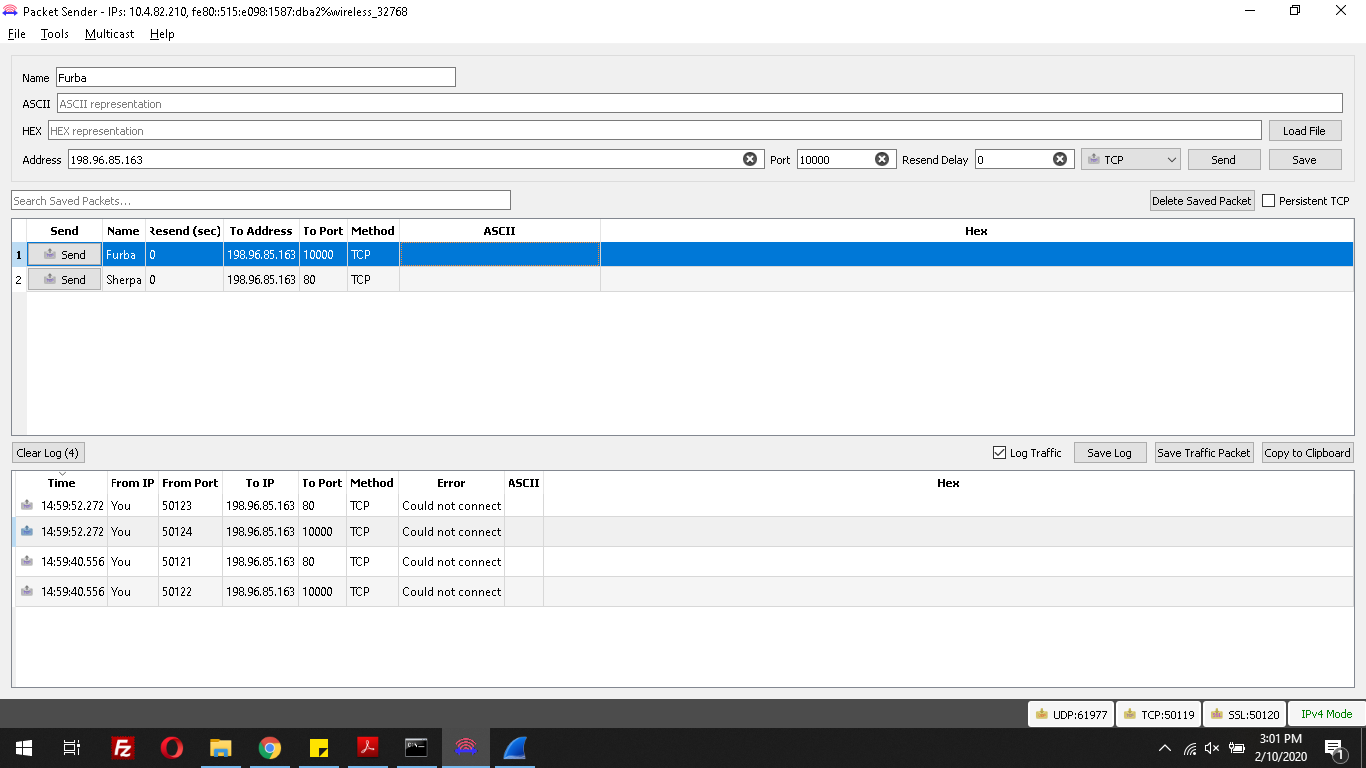 Packet Sender - IPs: 10.4.82.210, fe80::515:e098:1587:dba2%wireless_32768
File Tools Multicast Help
Name Furba
ASCII ASCII representation
HEX HEX representation Load File
Address 198.96.85.163 Port 10000 Resend Delay 0 TCP Send Save
Search Saved Packets... Delete Saved Packet Persistent TCP
Send Name Resend (sec) To Address To Port Method ASCII Hex
1 Send Furba 0 198.96.85.163 10000 TCP
2 Send Sherpa 0 198.96.85.163 80 TCP
Clear Log (4) Log Traffic Save Log Save Traffic Packet Copy to Clipboard
Time From IP From Port To IP To Port Method Error ASCII Hex
14:59:52.272 You 50123 198.96.85.163 80 TCP Could not connect
14:59:52.272 You 50124 198.96.85.163 10000 TCP Could not connect
14:59:40.556 You 50121 198.96.85.163 80 TCP Could not connect
14:59:40.556 You 50122 198.96.85.163 10000 TCP Could not connect
UDP:61977 TCP:50119 SSL:50120 IPv4 Mode
3:01 PM
2/10/2020
1